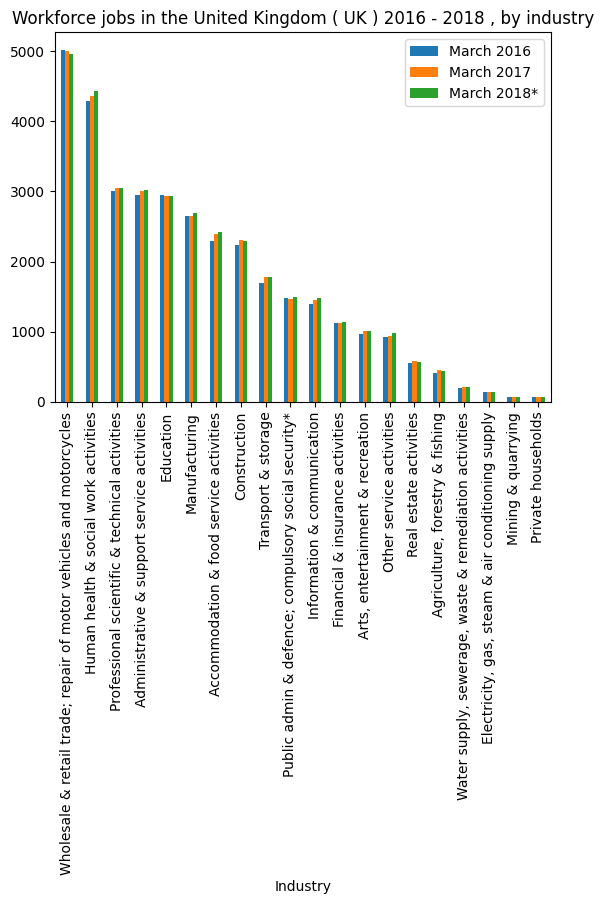 Workforce jobs in the United Kingdom ( UK ) 2016 - 2018 , by industry
March 2016
March 2017
March 2018*
5000
4000
3000
2000
1000
0
Wholesale & retail trade; repair of motor vehicles and motorcycles
Human health & social work activities
Professional scientific & technical activities
Administrative & support service activities
Education
Manufacturing
Accommodation & food service activities
Construction
Transport & storage
Public admin & defence; compulsory social security*
Information & communication
Financial & insurance activities
Arts, entertainment & recreation
Other service activities
Real estate activities
Agriculture, forestry & fishing
Water supply, sewerage, waste & remediation activities
Electricity, gas, steam & air conditioning supply
Mining & quarrying
Private households
Industry